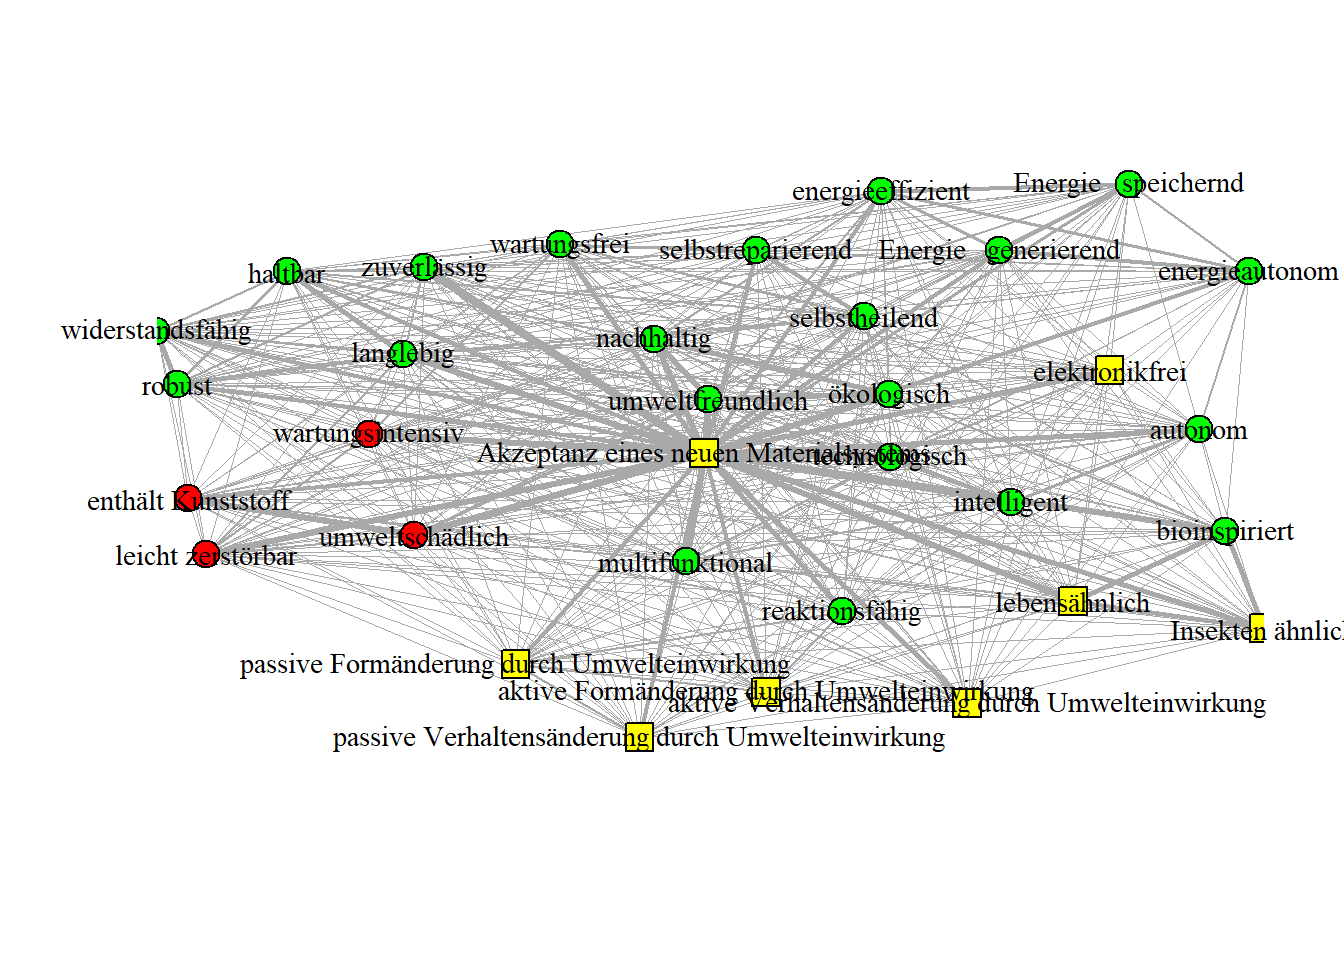 Energie speichernd
energieeffizient
wartungsfrei
selbstreparierend
Energie generierend
zuverlässig
haltbar
energieautonom
selbstheilend
widerstandsfähig
nachhaltig
langlebig
elektronikfrei
robust
ökologisch
umweltfreundlich
wartungsintensiv
autonom
Akzeptanz eines neuen Materialsystems
technologisch
enthält Kunststoff
intelligent
bioinspiriert
umweltschädlich
leicht zerstörbar
multifunktional
lebensähnlich
reaktionsfähig
Insekten ähnlich
passive Formänderung durch Umwelteinwirkung
aktive Formänderung durch Umwelteinwirkung
aktive Verhaltensänderung durch Umwelteinwirkung
passive Verhaltensänderung durch Umwelteinwirkung